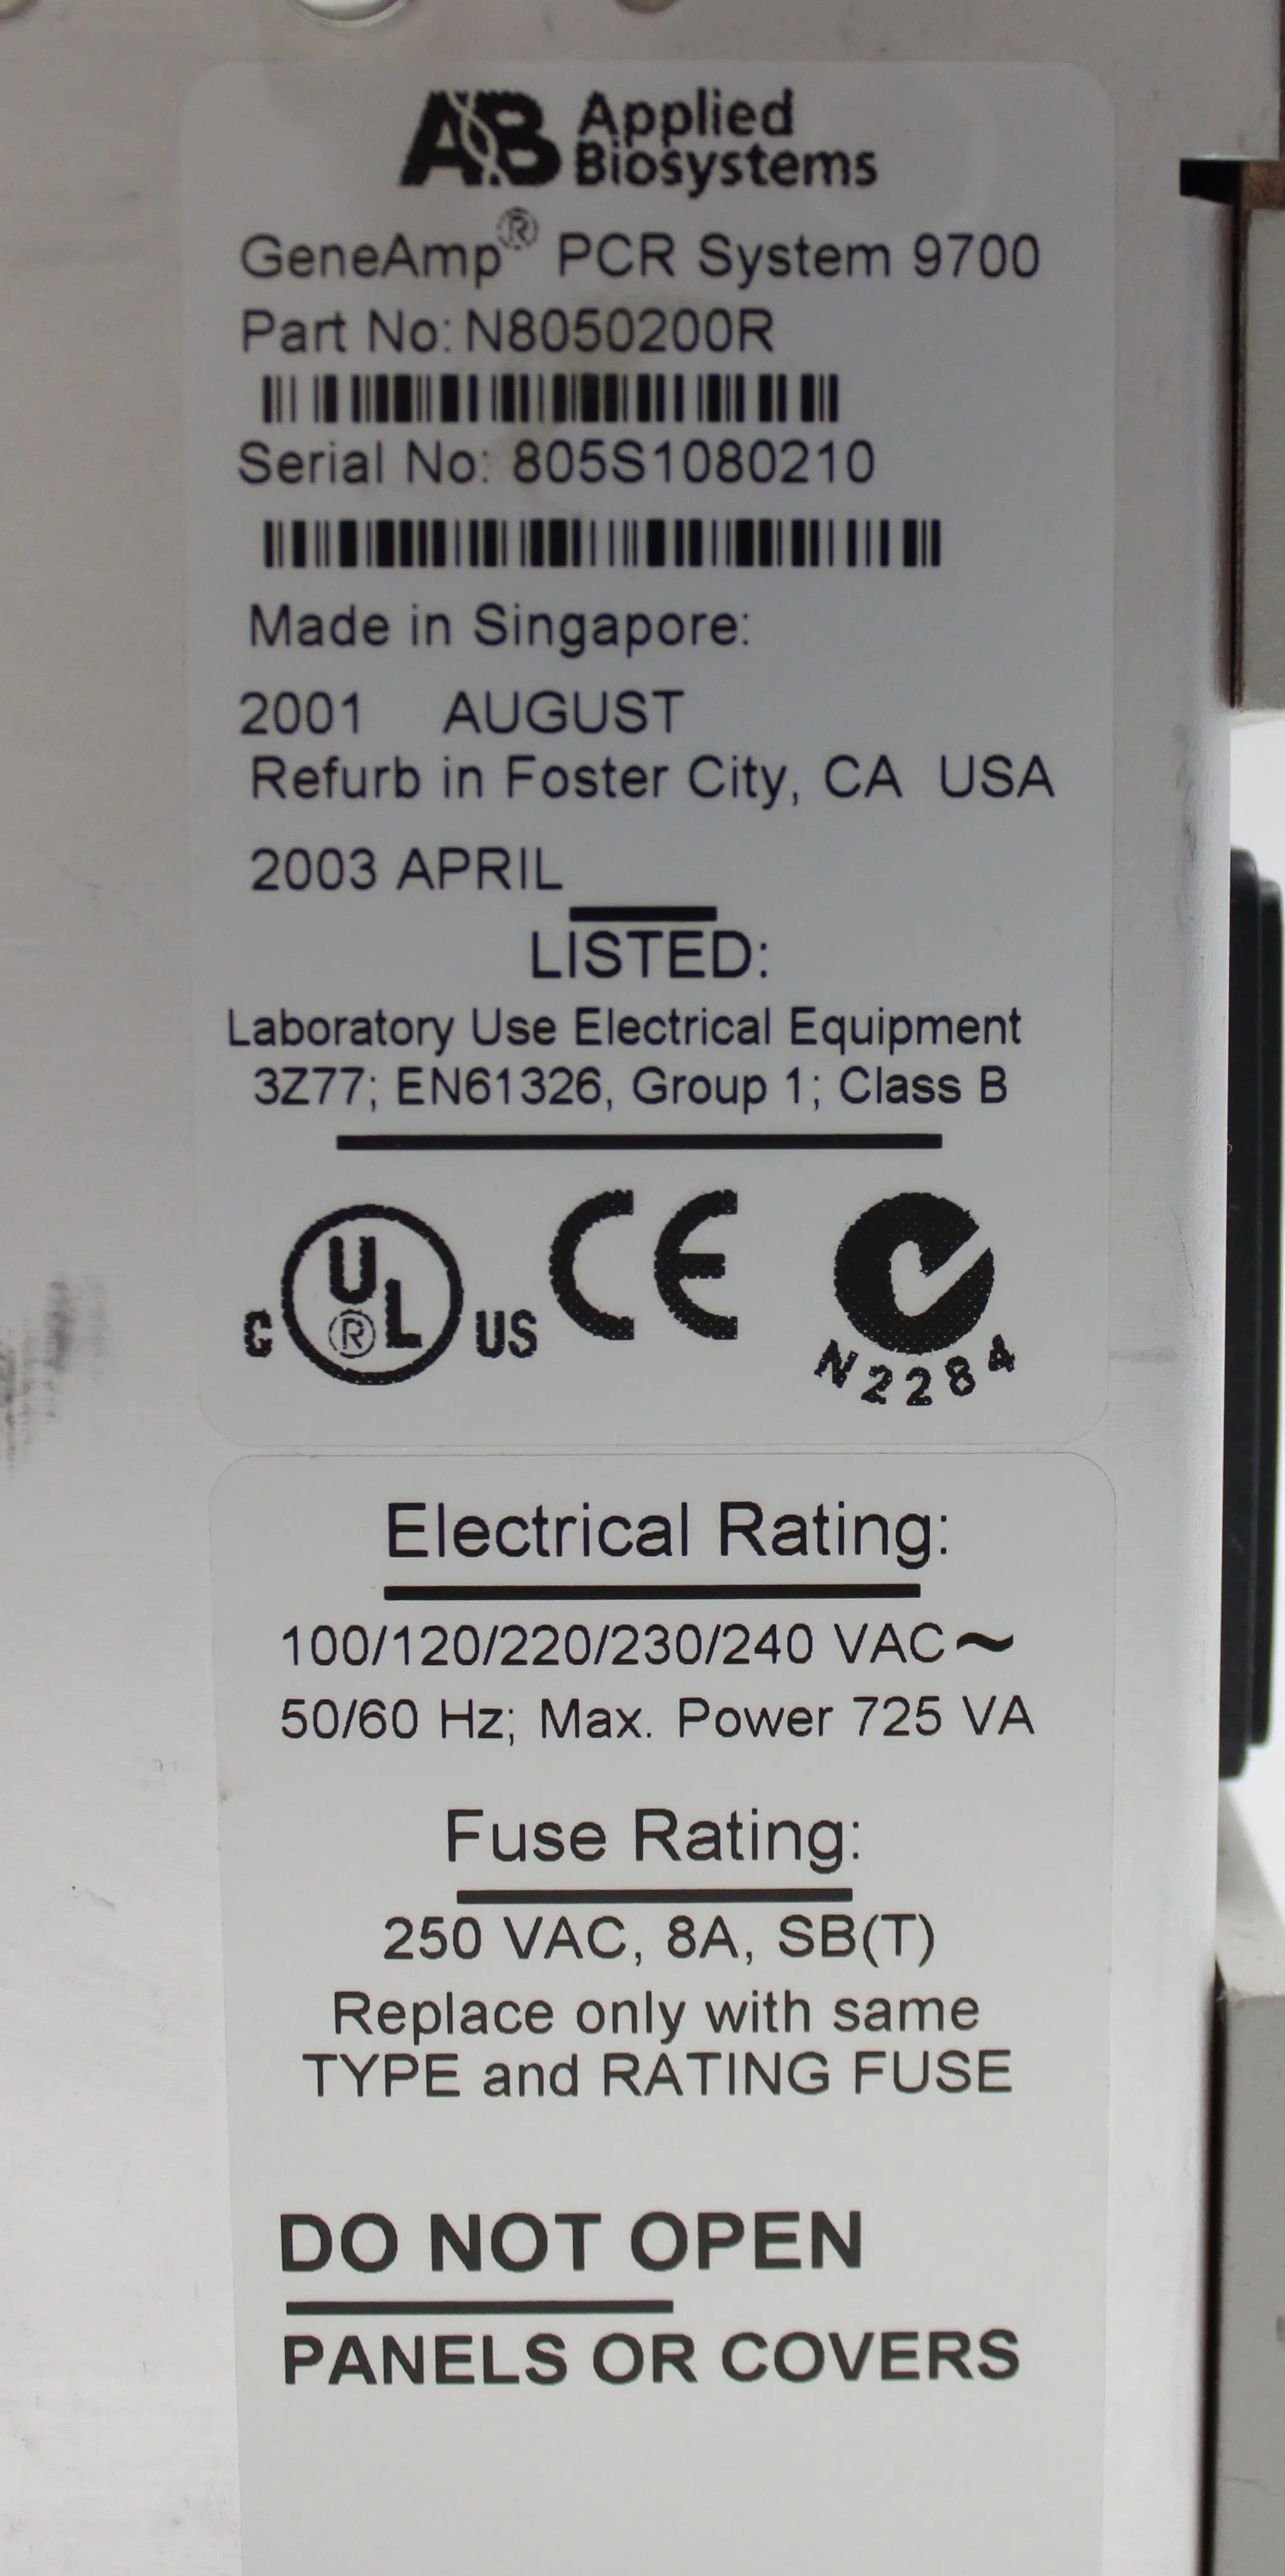 AB Applied
Biosystems
GeneAmp® PCR System 9700
Part No: N8050200R
Serial No: 805S1080210
Made in Singapore:
2001 AUGUST
Refurb in Foster City, CA USA
2003 APRIL
LISTED:
Laboratory Use Electrical Equipment
3Z77; EN61326, Group 1; Class B
C UL® US CE
N2284
Electrical Rating:
100/120/220/230/240 VAC~
50/60 Hz; Max. Power 725 VA
Fuse Rating:
250 VAC, 8A, SB(T)
Replace only with same
TYPE and RATING FUSE
DO NOT OPEN
PANELS OR COVERS